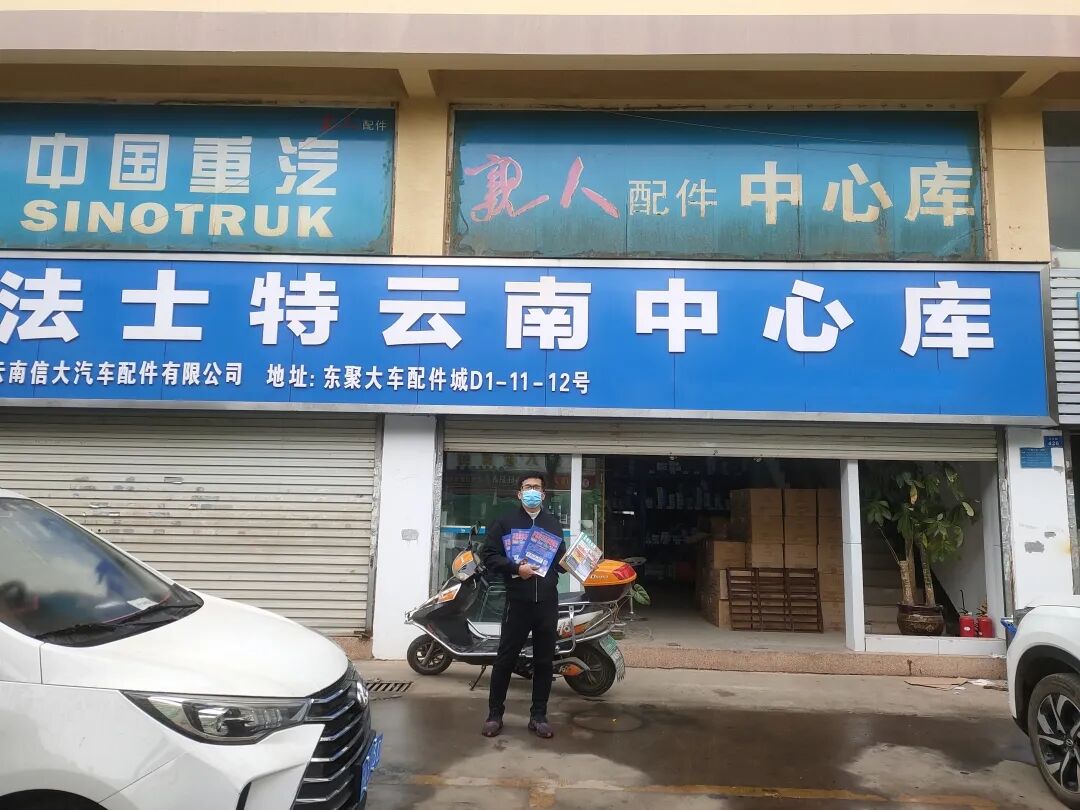 亲人配件
中国重汽
SINOTRUK
亲人配件 中心库
法士特云南中心库
云南信大汽车配件有限公司 地址:东聚大车配件城D1-11-12号